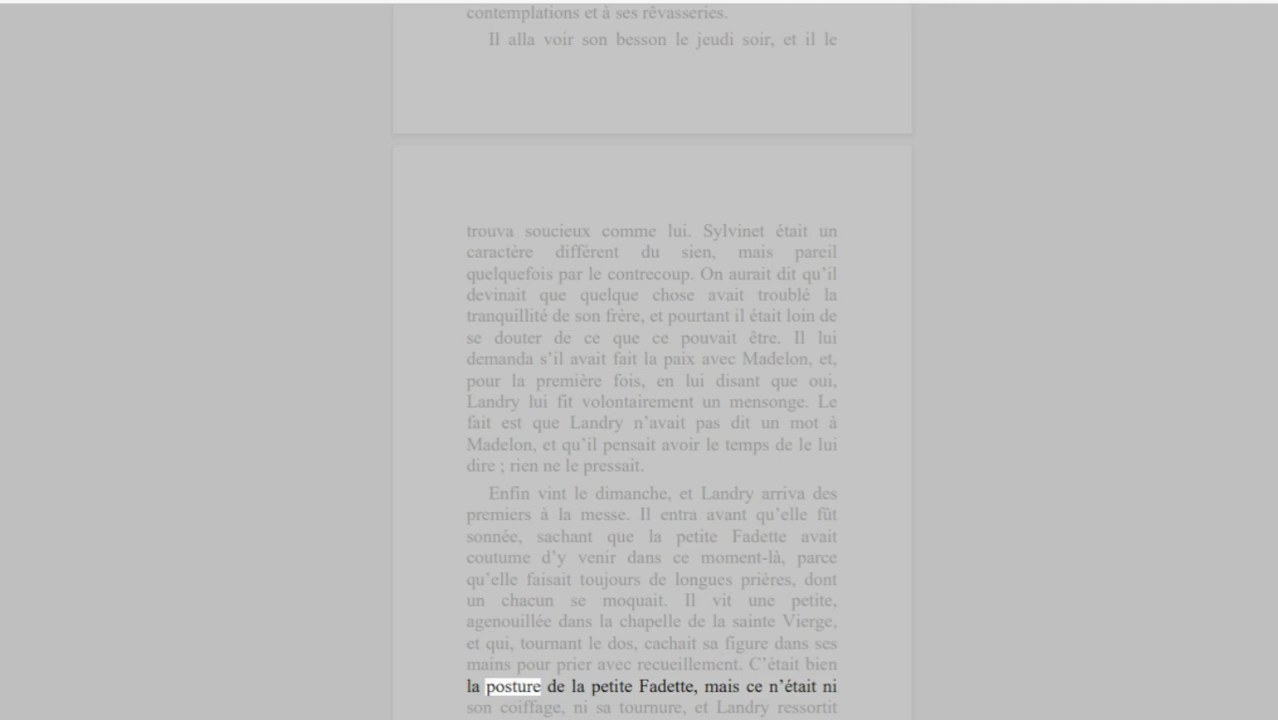 contemplations et à ses rêvasseries.
Il alla voir son besson le jeudi soir, et il le
trouva soucieux comme lui. Sylvinet était un
caractère différent du sien, mais pareil
quelquefois par le contrecoup. On aurait dit qu’il
devinait que quelque chose avait troublé la
tranquillité de son frère, et pourtant il était loin de
se douter de ce que ce pouvait être. Il lui
demanda s’il avait fait la paix avec Madelon, et,
pour la première fois, en lui disant que oui,
Landry lui fit volontairement un mensonge. Le
fait est que Landry n’avait pas dit un mot à
Madelon, et qu’il pensait avoir le temps de le lui
dire ; rien ne le pressait.
Enfin vint le dimanche, et Landry arriva des
premiers à la messe. Il entra avant qu’elle fût
sonnée, sachant que la petite Fadette avait
coutume d’y venir dans ce moment-là, parce
qu’elle faisait toujours de longues prières, dont
un chacun se moquait. Il vit une petite,
agenouillée dans la chapelle de la sainte Vierge,
et qui, tournant le dos, cachait sa figure dans ses
mains pour prier avec recueillement. C’était bien
la posture de la petite Fadette, mais ce n’était ni
son coiffage, ni sa tournure, et Landry ressortit